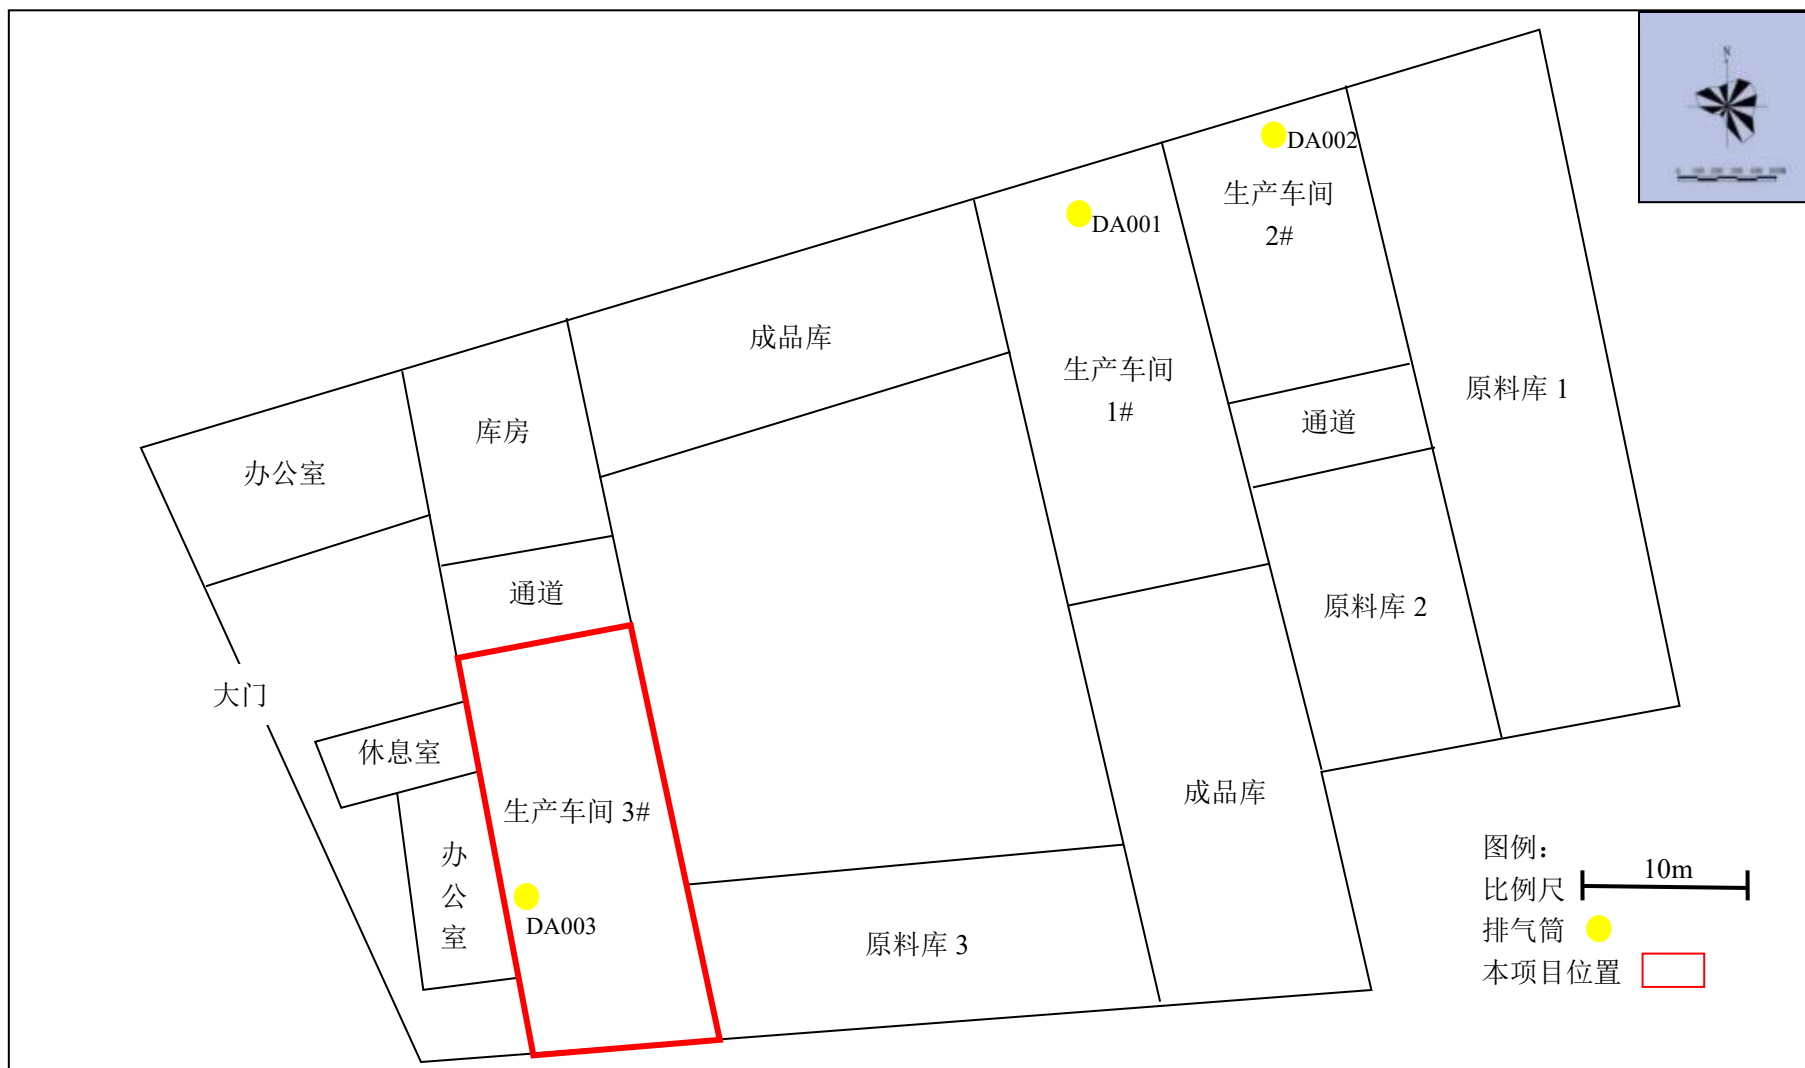 N
DA002
生产车间
2#
DA001
成品库
生产车间
1#
原料库 1
通道
库房
办公室
通道
原料库 2
大门
休息室
生产车间 3#
成品库
办
公
室
DA003
原料库 3
图例：
比例尺
10m
排气筒
本项目位置